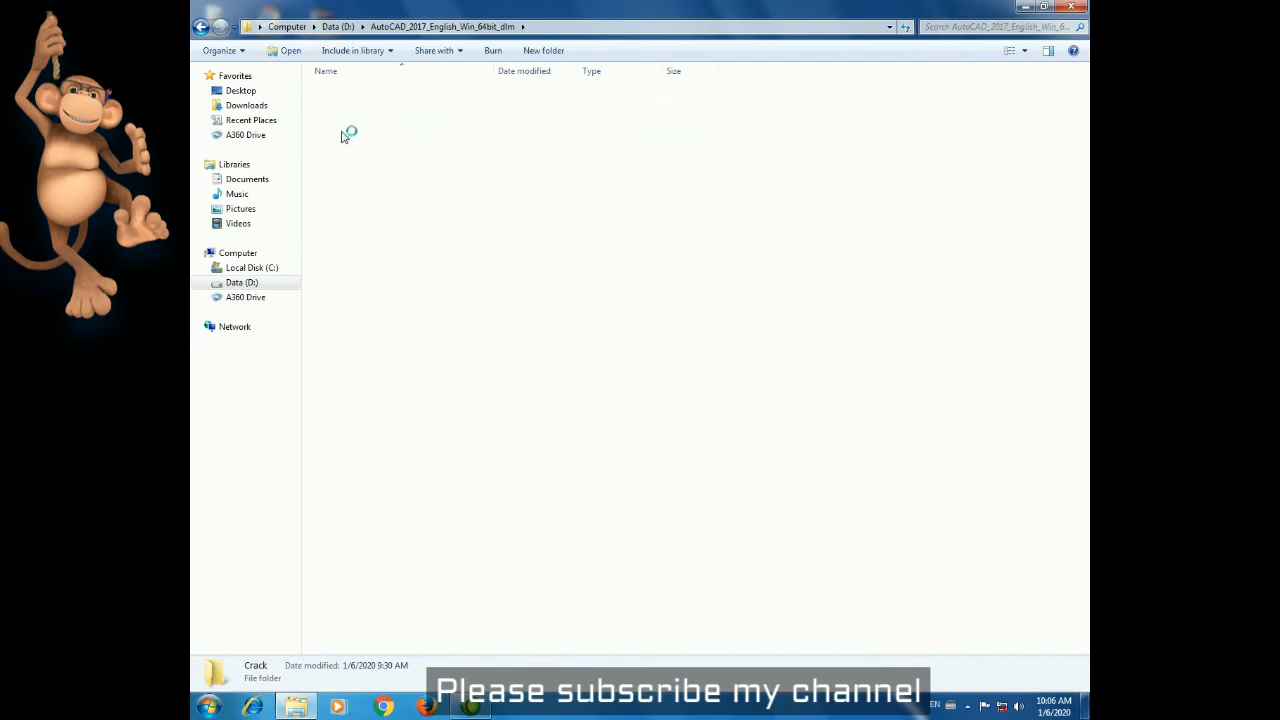 Computer Data (D:) AutoCAD_2017_English_Win_64bit_dlm
Search AutoCAD_2017_English_Win_6...
Organize Open Include in library Share with Burn New folder
Name Date modified Type Size
Favorites
Desktop
Downloads
Recent Places
A360 Drive
Libraries
Documents
Music
Pictures
Videos
Computer
Local Disk (C:)
Data (D:)
A360 Drive
Network
Crack Date modified: 1/6/2020 9:30 AM
File folder
Please subscribe my channel
EN
10:06 AM
1/6/2020